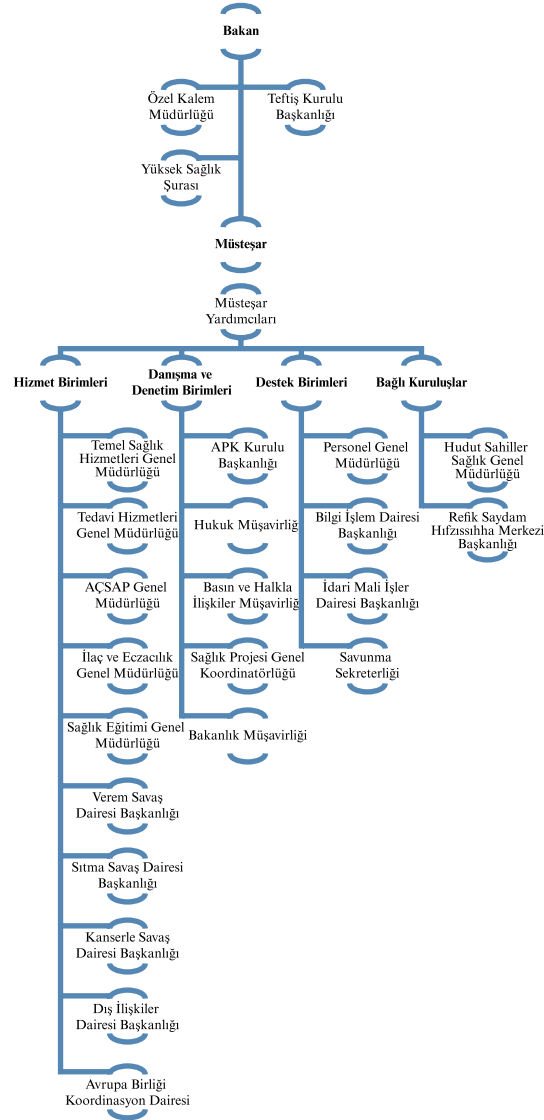 Bakan
Özel Kalem
Müdürlüğü
Teftiş Kurulu
Başkanlığı
Yüksek Sağlık
Şurası
Müsteşar
Müsteşar
Yardımcıları
Hizmet Birimleri
Temel Sağlık
Hizmetleri Genel
Müdürlüğü
Tedavi Hizmetleri
Genel Müdürlüğü
AÇSAP Genel
Müdürlüğü
İlaç ve Eczacılık
Genel Müdürlüğü
Sağlık Eğitimi Genel
Müdürlüğü
Verem Savaş
Dairesi Başkanlığı
Sıtma Savaş Dairesi
Başkanlığı
Kanserle Savaş
Dairesi Başkanlığı
Dış İlişkiler
Dairesi Başkanlığı
Avrupa Birliği
Koordinasyon Dairesi
Danışma ve
Denetim Birimleri
APK Kurulu
Başkanlığı
Hukuk Müşavirliğ
Basın ve Halkla
İlişkiler Müşavirliğ
Sağlık Projesi Genel
Koordinatörlüğü
Bakanlık Müşavirliği
Destek Birimleri
Personel Genel
Müdürlüğü
Bilgi İşlem Dairesi
Başkanlığı
İdari Mali İşler
Dairesi Başkanlığı
Savunma
Sekreterliği
Bağlı Kuruluşlar
Hudut Sahiller
Sağlık Genel
Müdürlüğü
Refik Saydam
Hıfzıssıhha Merkezi
Başkanlığı